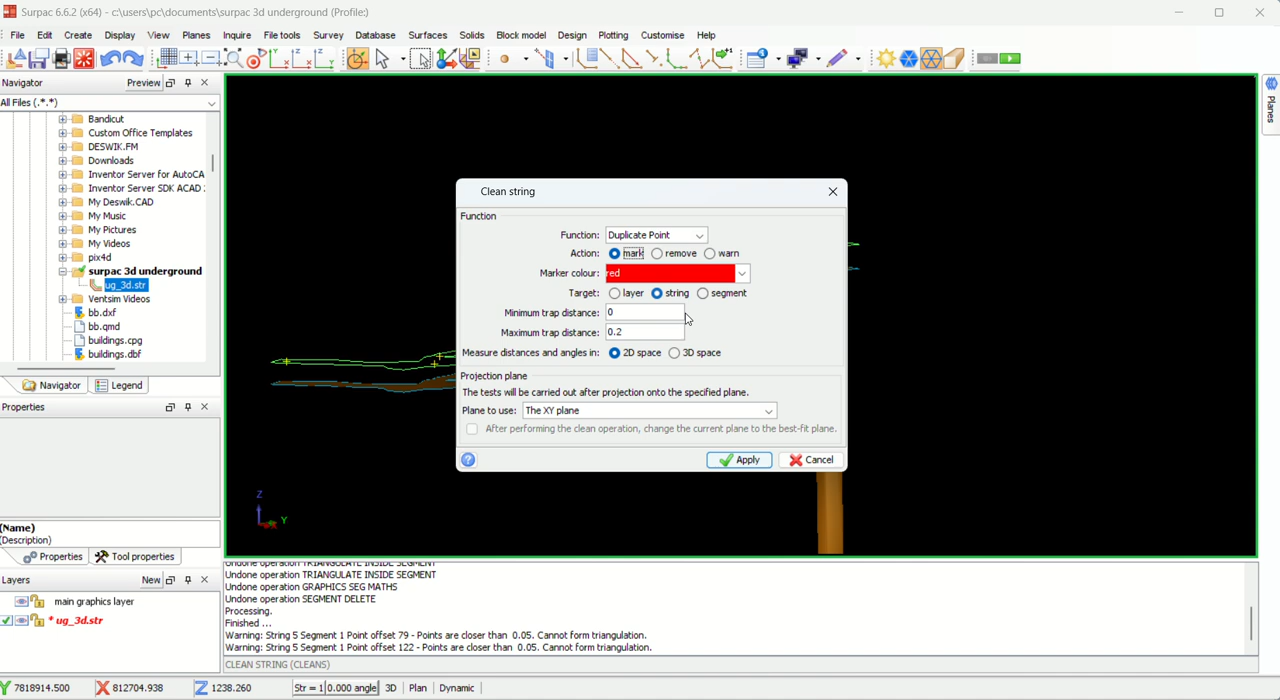 Surpac 6.6.2 (x64) - c:\users\pc\documents\surpac 3d underground (Profile:)
File Edit Create Display View Planes Inquire File tools Survey Database Surfaces Solids Block model Design Plotting Customise Help
Navigator Preview
All Files (.*.*)
Bandicut
Custom Office Templates
DESWIK.FM
Downloads
Inventor Server for AutoCA
Inventor Server SDK ACAD
My Deswik.CAD
My Music
My Pictures
My Videos
pix4d
surpac 3d underground
ug_3d.str
Ventsim Videos
bb.dxf
bb.qmd
buildings.cpg
buildings.dbf
Navigator Legend
Properties
(Name)
(Description)
Properties Tool properties
Layers New
main graphics layer
* ug_3d.str
Planes
Clean string
Function
Function: Duplicate Point
Action: mark remove warn
Marker colour: red
Target: layer string segment
Minimum trap distance: 0
Maximum trap distance: 0.2
Measure distances and angles in: 2D space 3D space
Projection plane
The tests will be carried out after projection onto the specified plane.
Plane to use: The XY plane
After performing the clean operation, change the current plane to the best-fit plane.
Apply Cancel
Z
Y
Undone operation TRIANGULATE INSIDE SEGMENT
Undone operation TRIANGULATE INSIDE SEGMENT
Undone operation GRAPHICS SEG MATHS
Undone operation SEGMENT DELETE
Processing.
Finished ...
Warning: String 5 Segment 1 Point offset 79 - Points are closer than 0.05. Cannot form triangulation.
Warning: String 5 Segment 1 Point offset 122 - Points are closer than 0.05. Cannot form triangulation.
CLEAN STRING (CLEANS)
Y 7818914.500 X 812704.938 Z 1238.260 Str = 1 0.000 angle 3D Plan Dynamic